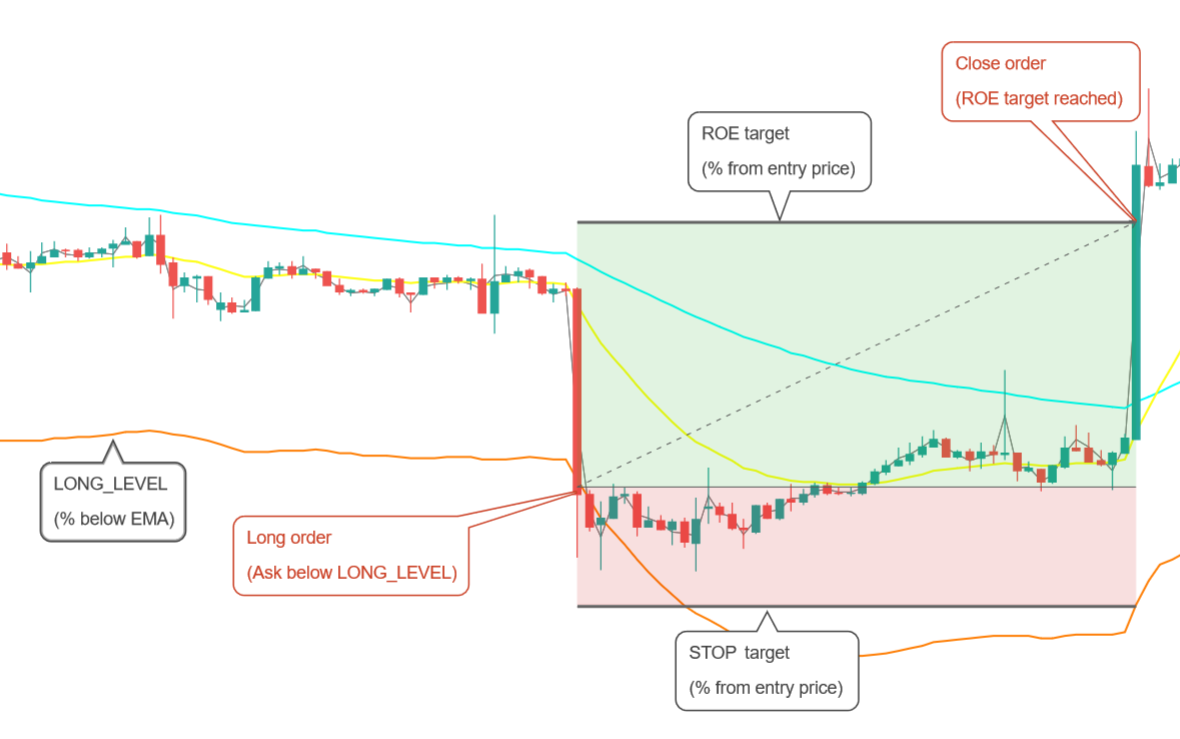 Close order
(ROE target reached)
ROE target
(% from entry price)
LONG_LEVEL
(% below EMA)
Long order
(Ask below LONG_LEVEL)
STOP target
(% from entry price)